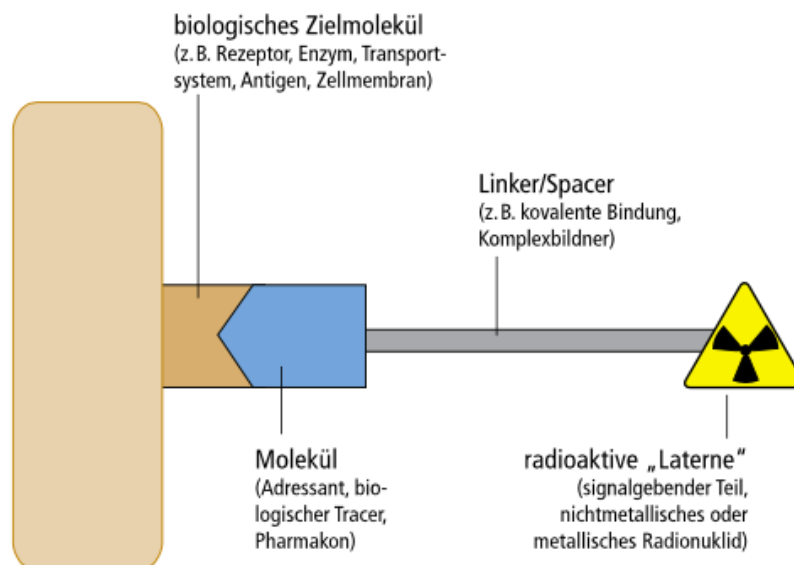 biologisches Zielmolekül
(z. B. Rezeptor, Enzym, Transport-
system, Antigen, Zellmembran)
Linker/Spacer
(z. B. kovalente Bindung,
Komplexbildner)
Molekül
(Adressant, bio-
logischer Tracer,
Pharmakon)
radioaktive „Laterne“
(signalgebender Teil,
nichtmetallisches oder
metallisches Radionuklid)